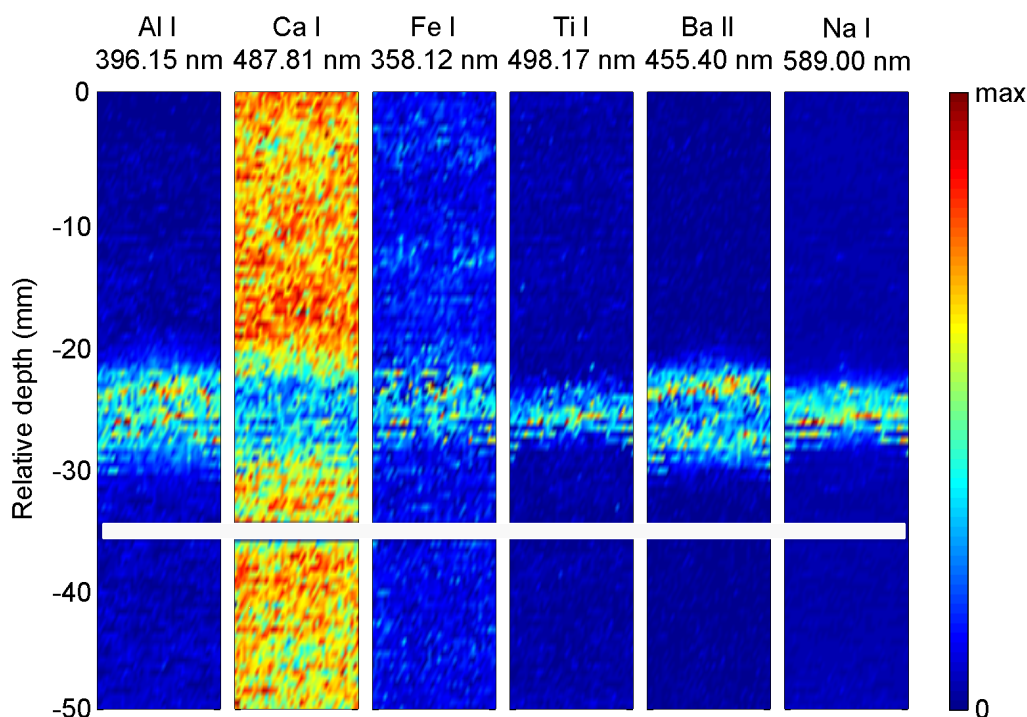 Al I Ca I Fe I Ti I Ba II Na I
396.15 nm 487.81 nm 358.12 nm 498.17 nm 455.40 nm 589.00 nm
0
-10
-20
-30
-40
-50
Relative depth (mm)
max
0